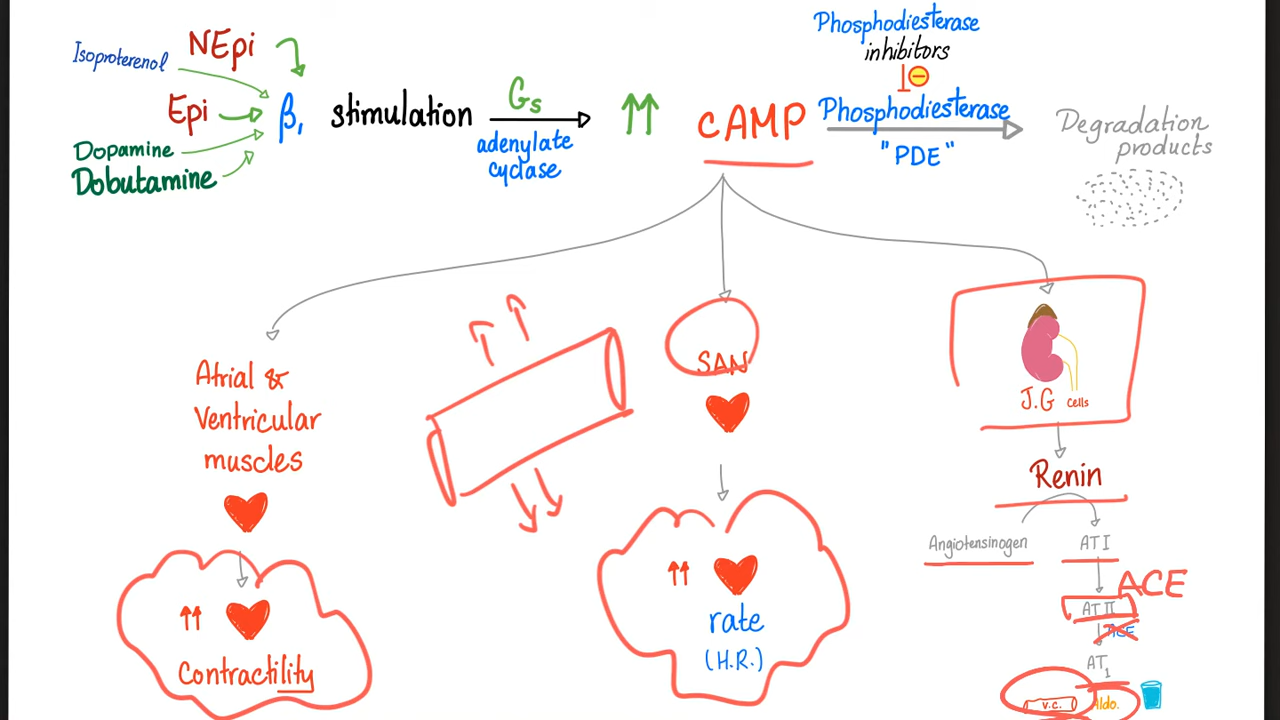 Isoproterenol
NEpi
Epi
Dopamine
Dobutamine
β₁ stimulation
Gs
adenylate
cyclase
cAMP
Phosphodiesterase
inhibitors
Phosphodiesterase
"PDE"
Degradation
products
Atrial &
Ventricular
muscles
Contractility
SAN
rate
(H.R.)
J.G Cells
Renin
Angiotensinogen
AT I
ACE
AT II
ACE
AT₁
v.c.
Aldo.